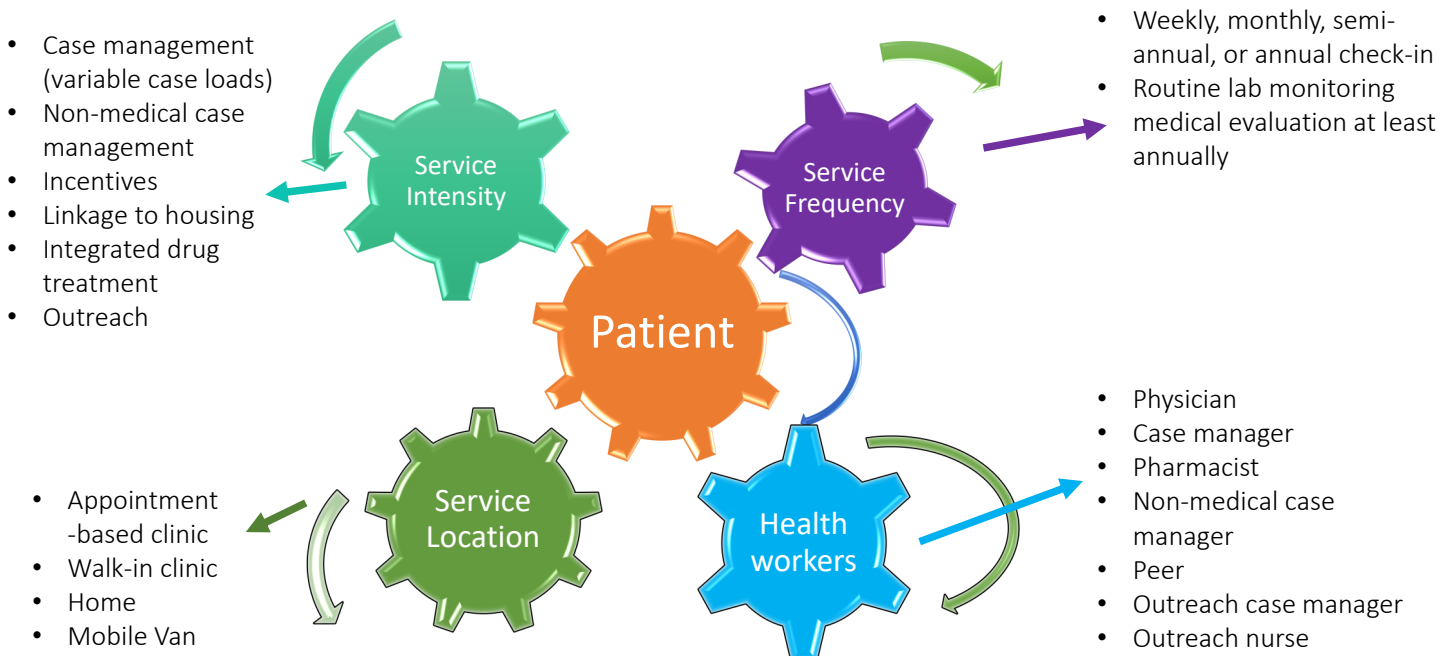 • Case management
(variable case loads)
• Non-medical case
management
• Incentives
• Linkage to housing
• Integrated drug
treatment
• Outreach
Service
Intensity
Service
Frequency
• Weekly, monthly, semi-
annual, or annual check-in
• Routine lab monitoring
medical evaluation at least
annually
Patient
• Appointment
-based clinic
• Walk-in clinic
• Home
• Mobile Van
Service
Location
Health
workers
• Physician
• Case manager
• Pharmacist
• Non-medical case
manager
• Peer
• Outreach case manager
• Outreach nurse